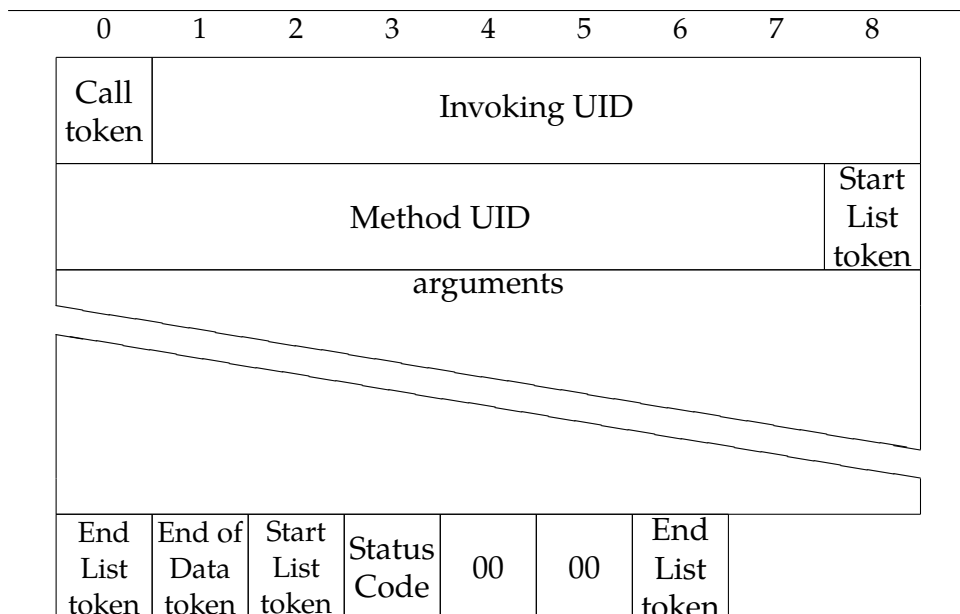 0 1 2 3 4 5 6 7 8
Call
token
Invoking UID
Method UID
Start
List
token
arguments
End
List
token
End of
Data
token
Start
List
token
Status
Code
00
00
End
List
token